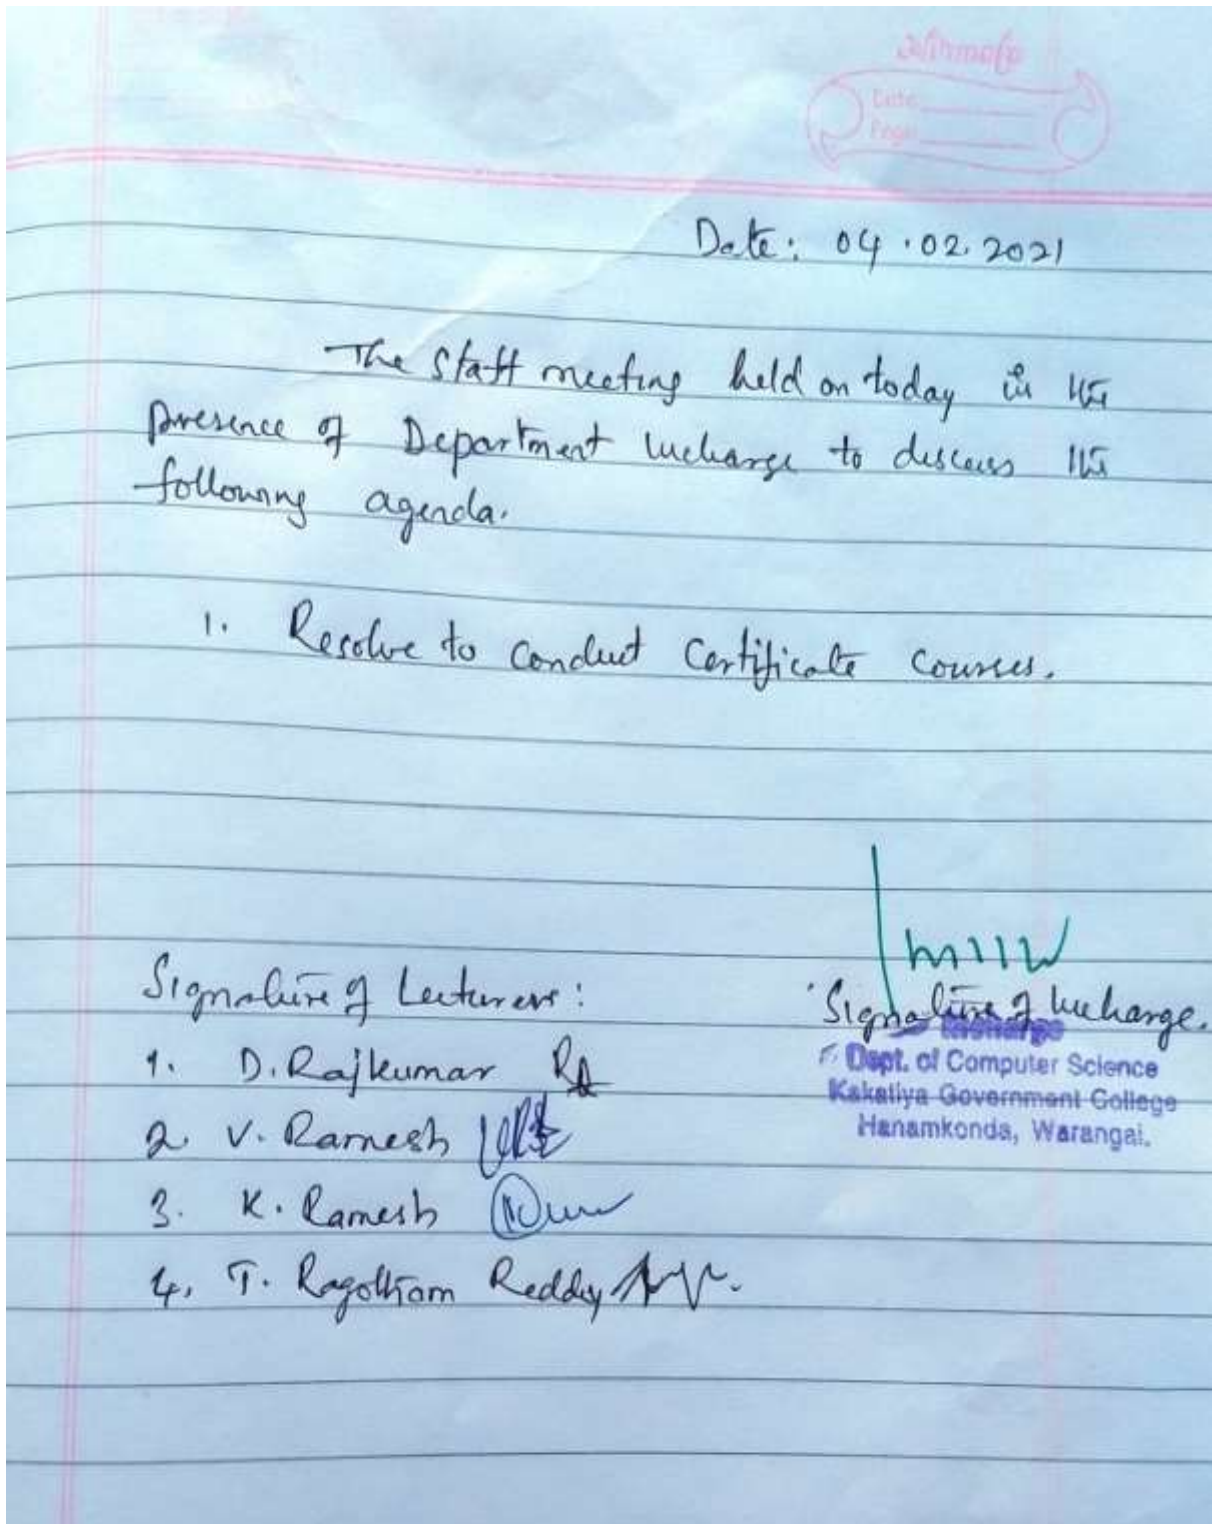 Date
Page
Date: 04.02.2021
The staff meeting held on today in the
presence of Department Incharge to discuss the
following agenda.
1. Resolve to conduct Certificate courses.
Signature of Lecturers:
Signature of Incharge.
Incharge
Dept. of Computer Science
Kakatiya Government College
Hanamkonda, Warangal.
1. D. Rajkumar
2. V. Ramesh
3. K. Ramesh
4. T. Ragotham Reddy